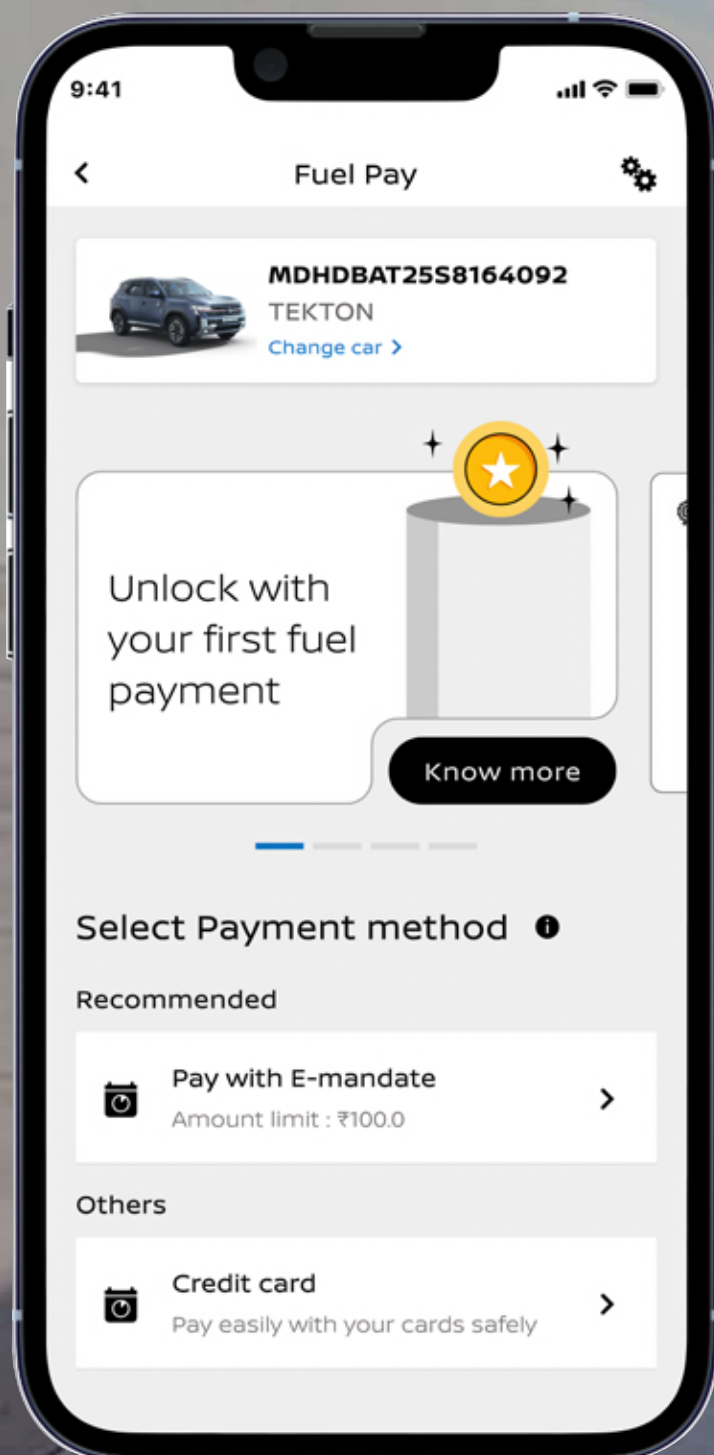 9:41
Fuel Pay
MDHDBAT25S8164092
TEKTON
Change car >
Unlock with
your first fuel
payment
Know more
Select Payment method
Recommended
Pay with E-mandate
Amount limit : ₹100.0
Others
Credit card
Pay easily with your cards safely